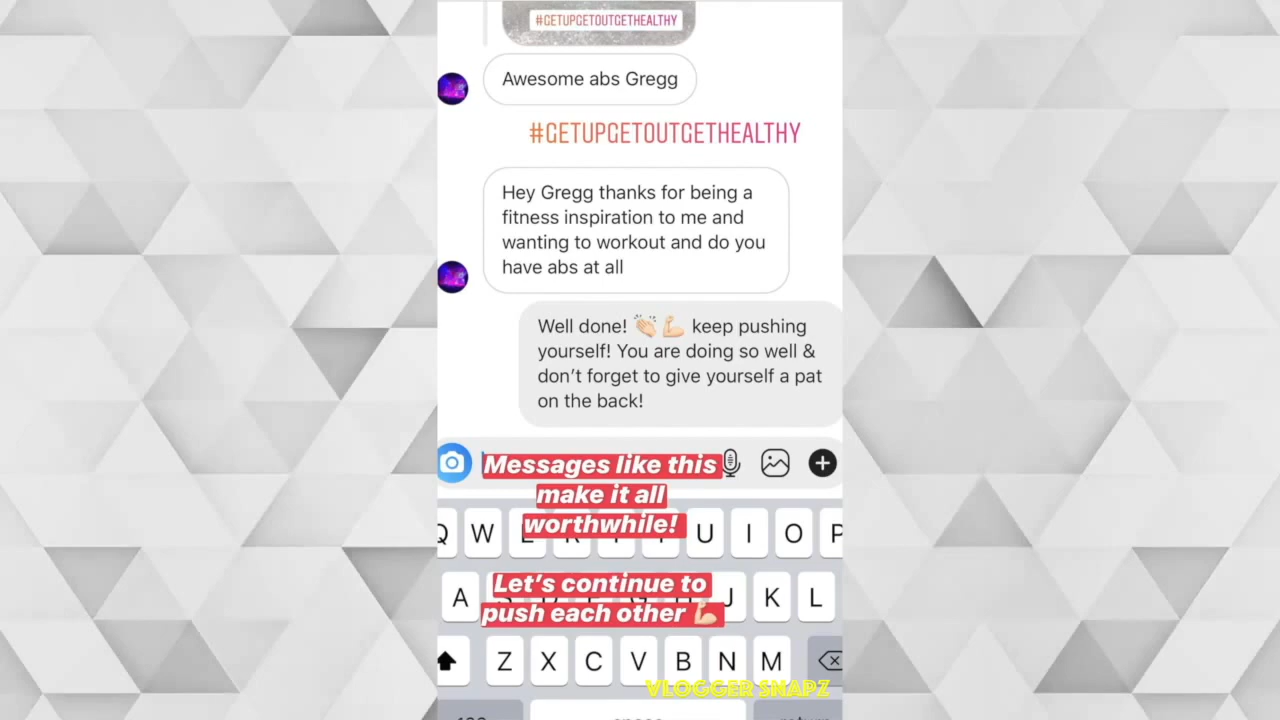 #GETUPGETOUTGETHEALTHY
Awesome abs Gregg
#GETUPGETOUTGETHEALTHY
Hey Gregg thanks for being a
fitness inspiration to me and
wanting to workout and do you
have abs at all
Well done! 👏🏻💪🏻 keep pushing
yourself! You are doing so well &
don’t forget to give yourself a pat
on the back!
Messages like this
make it all
worthwhile!
Q W U I O P
Let’s continue to
push each other 💪🏼
A J K L
Z X C V B N M
VLOGGER SNAPZ